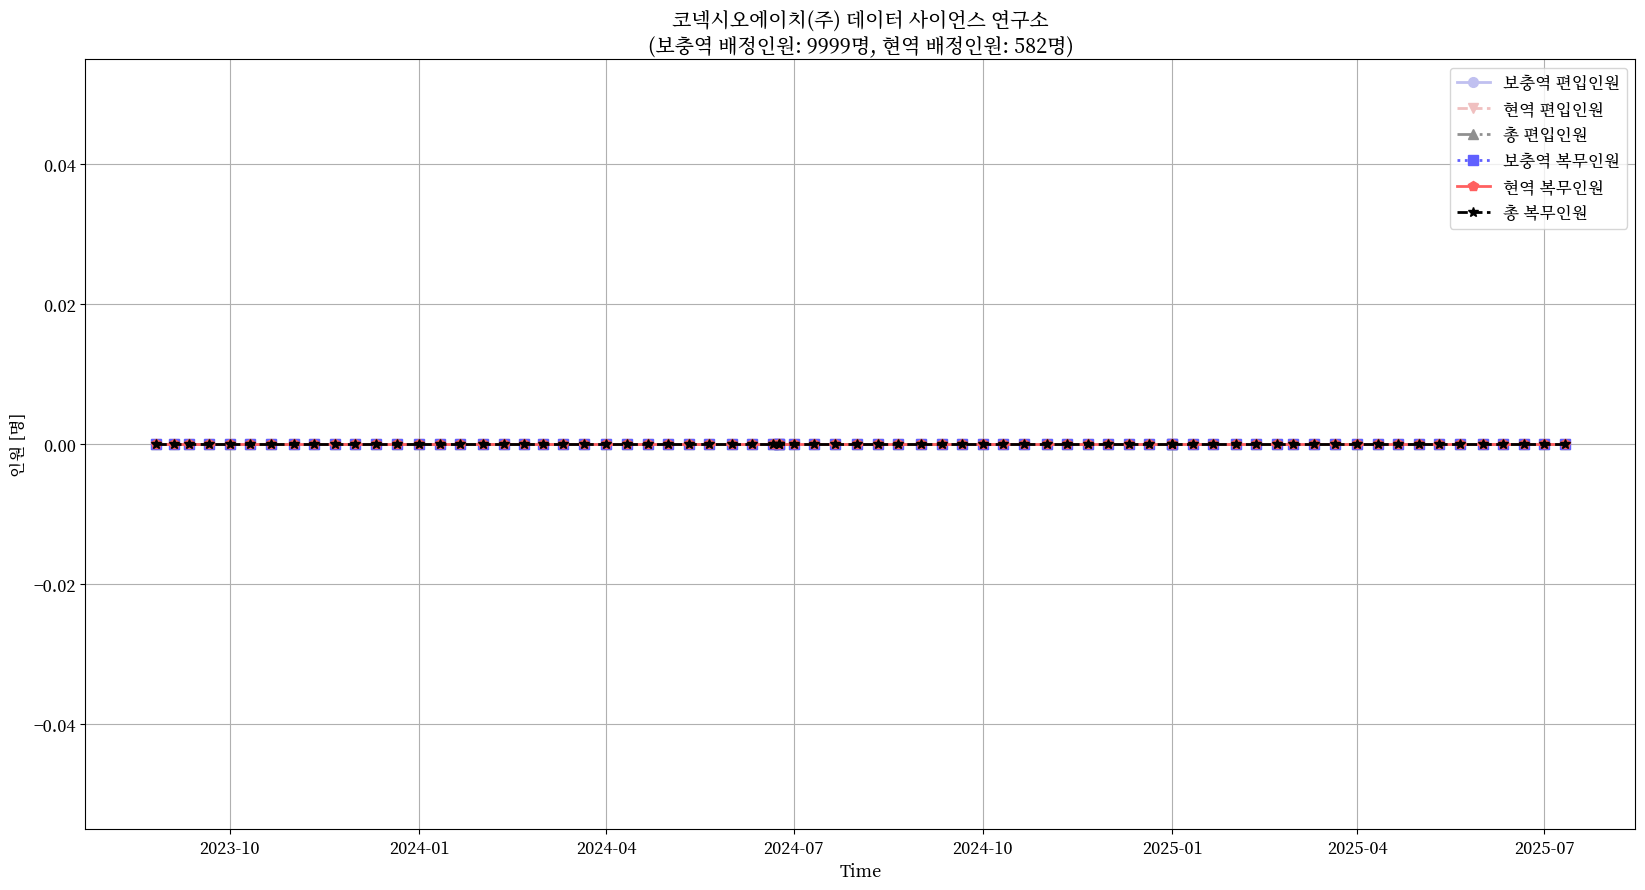 코넥시오에이치(주) 데이터 사이언스 연구소
(보충역 배정인원: 9999명, 현역 배정인원: 582명)
보충역 편입인원
현역 편입인원
총 편입인원
보충역 복무인원
현역 복무인원
총 복무인원
인원 [명]
0.04
0.02
0.00
−0.02
−0.04
2023-10
2024-01
2024-04
2024-07
2024-10
2025-01
2025-04
2025-07
Time